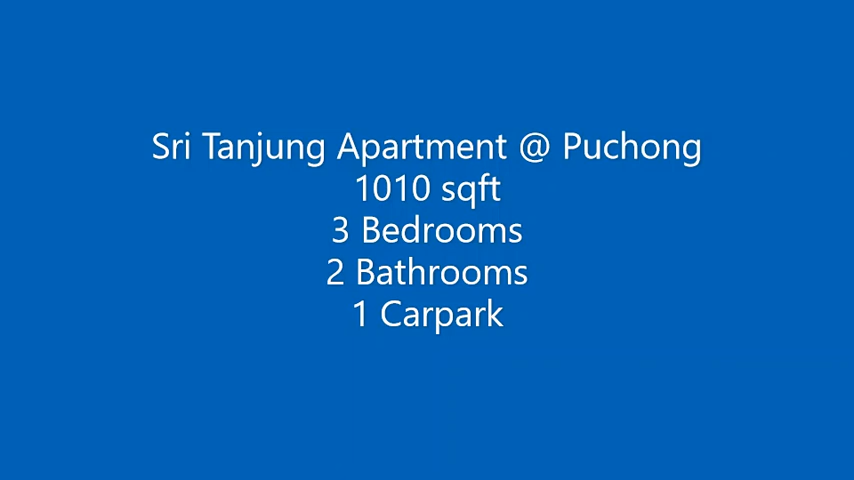 Sri Tanjung Apartment @ Puchong
1010 sqft
3 Bedrooms
2 Bathrooms
1 Carpark